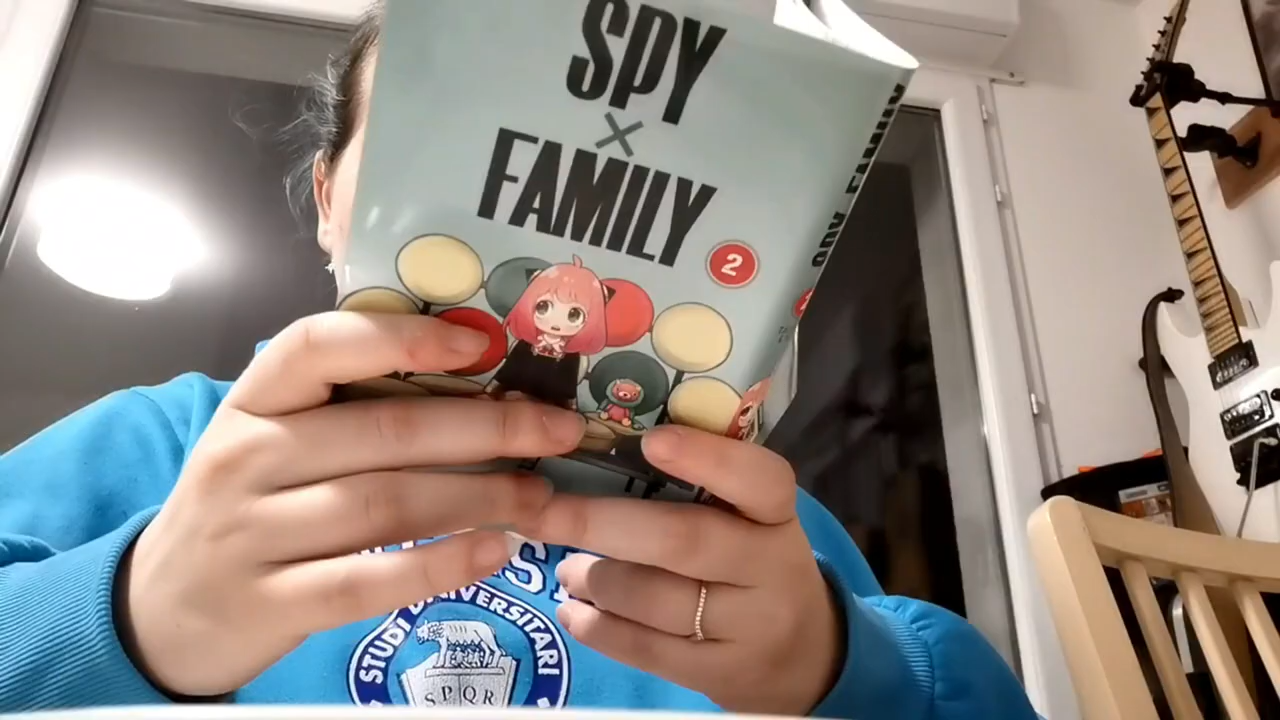 SPY
×
FAMILY
2
SPY FAMILY
STUDI UNIVERSITARI
SPQR